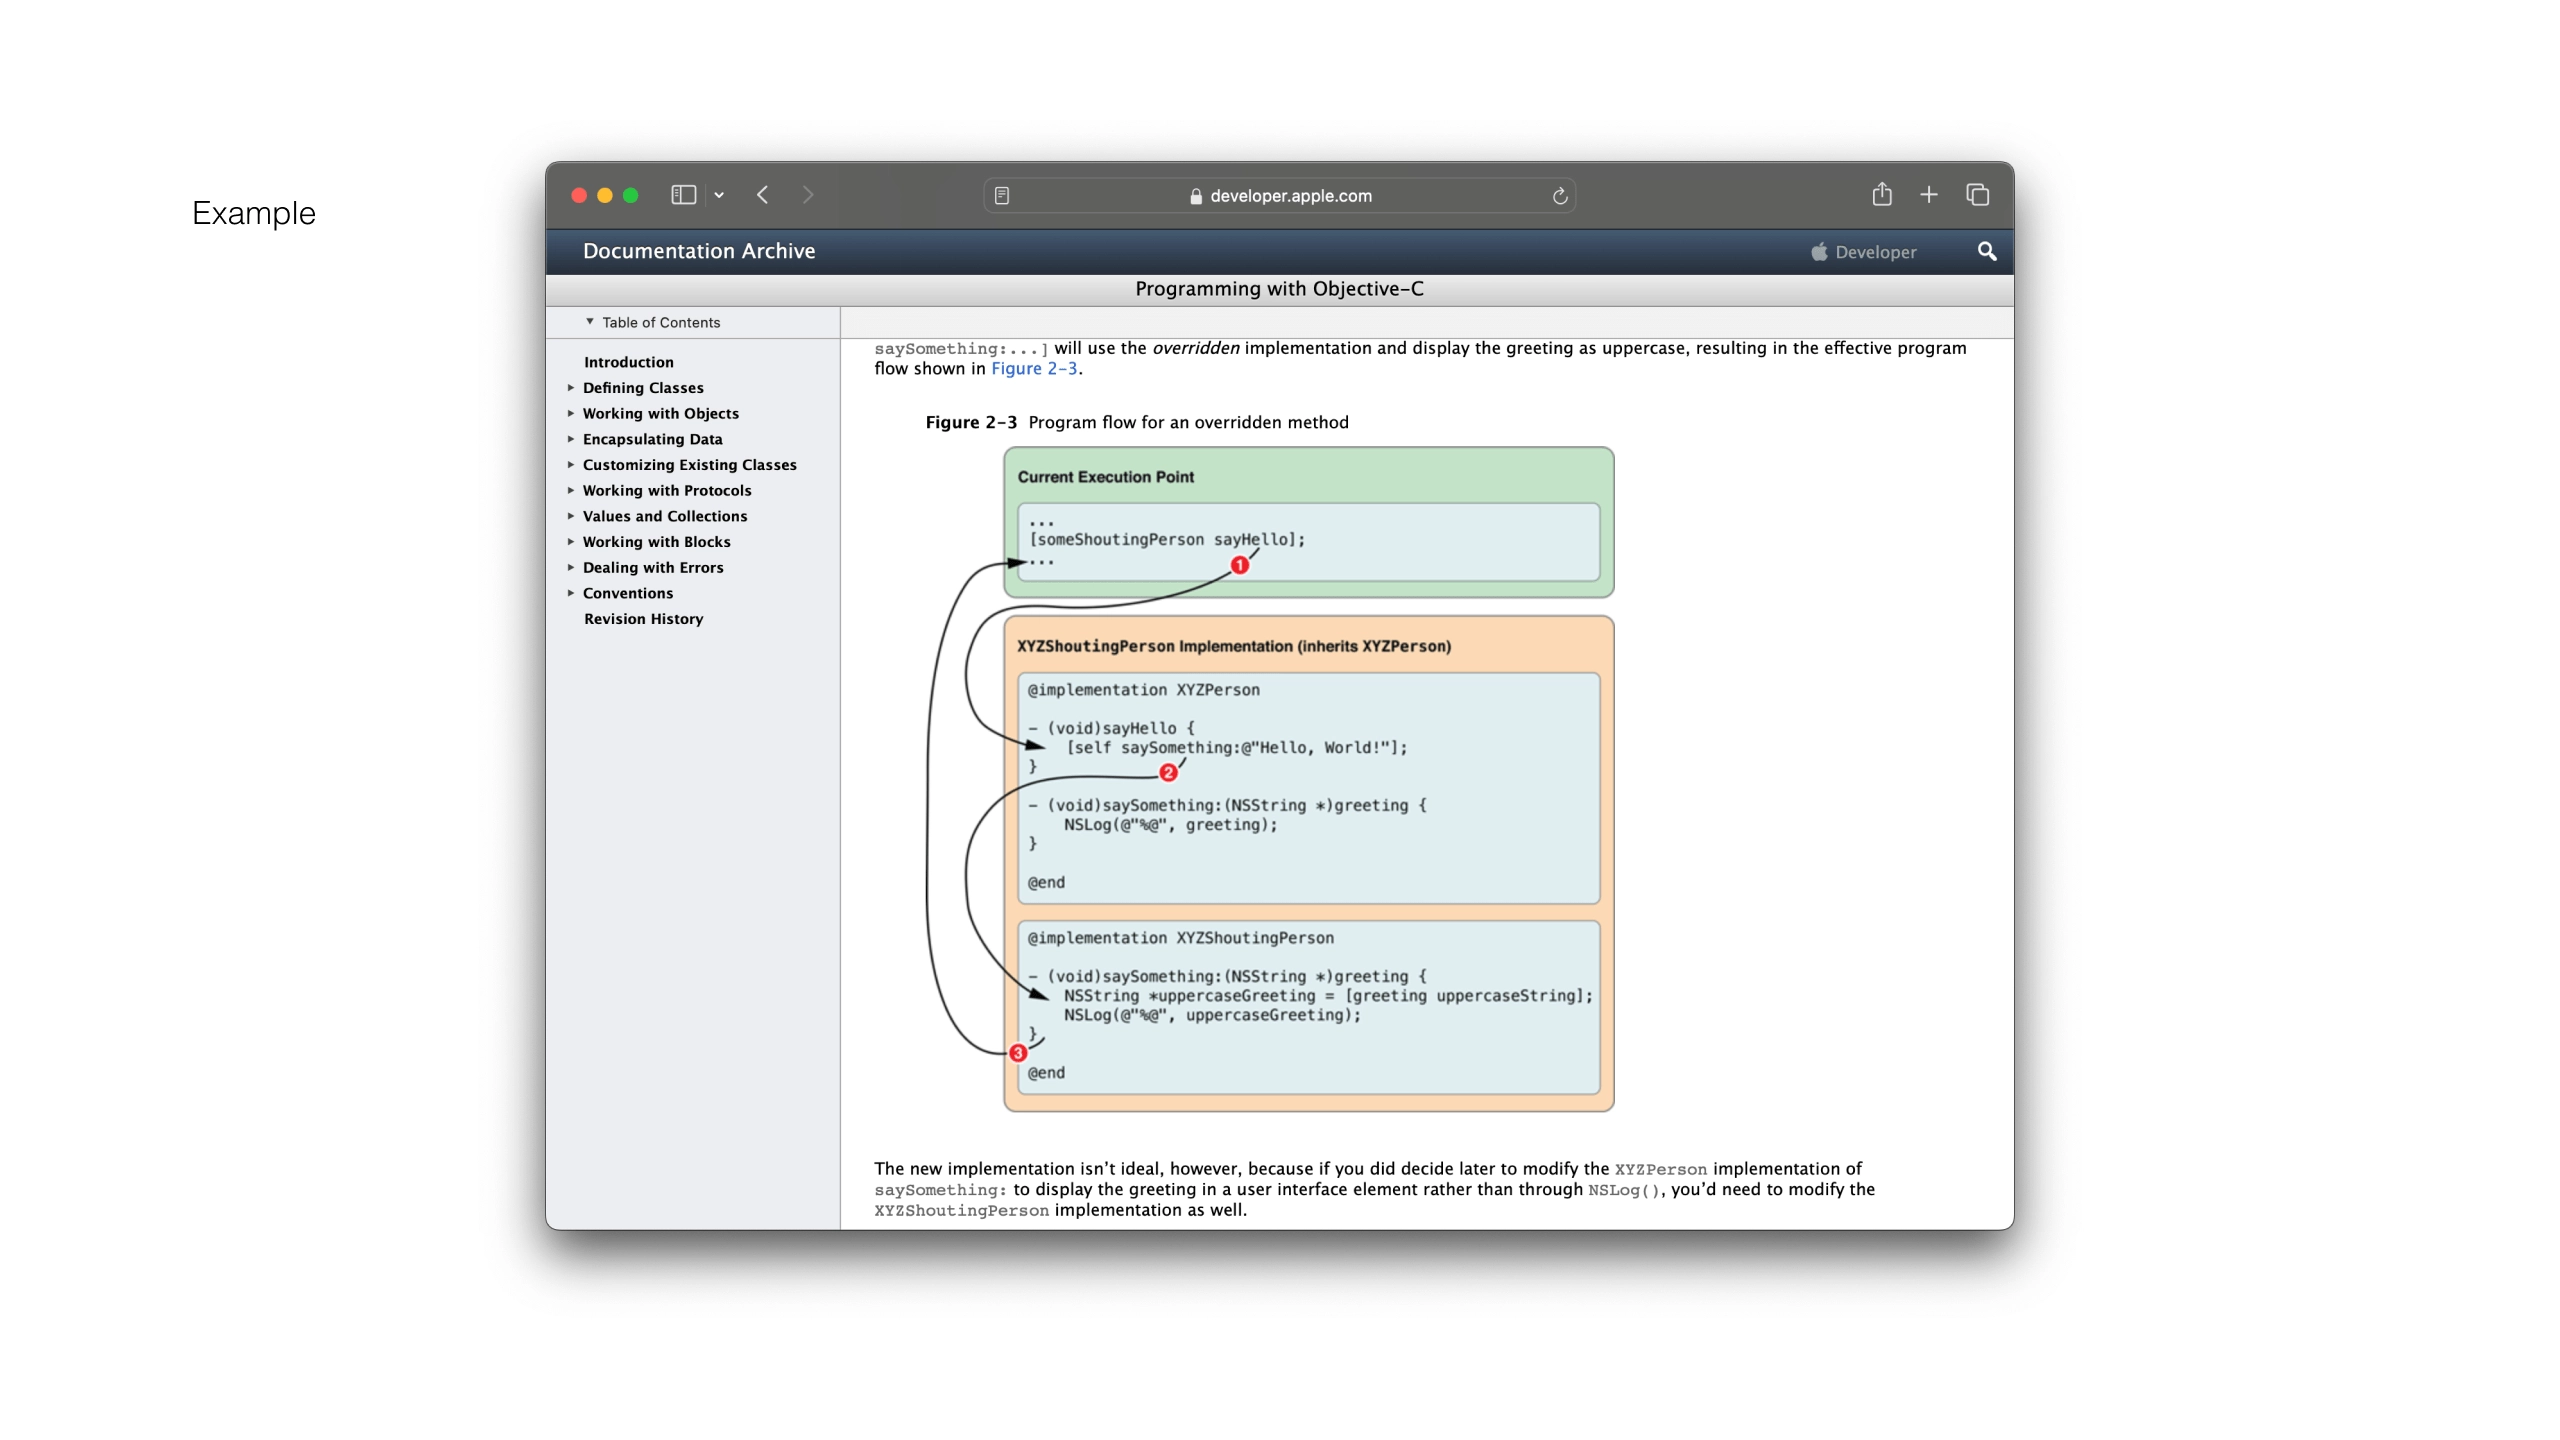 Example
developer.apple.com
Documentation Archive
Developer
Programming with Objective-C
Table of Contents
Introduction
Defining Classes
Working with Objects
Encapsulating Data
Customizing Existing Classes
Working with Protocols
Values and Collections
Working with Blocks
Dealing with Errors
Conventions
Revision History
saySomething:...] will use the overridden implementation and display the greeting as uppercase, resulting in the effective program
flow shown in Figure 2-3.
Figure 2-3 Program flow for an overridden method
Current Execution Point
...
[someShoutingPerson sayHello];
...
1
XYZShoutingPerson Implementation (inherits XYZPerson)
@implementation XYZPerson
- (void)sayHello {
[self saySomething:@"Hello, World!"];
}
2
- (void)saySomething:(NSString *)greeting {
NSLog(@"%@", greeting);
}
@end
@implementation XYZShoutingPerson
- (void)saySomething:(NSString *)greeting {
NSString *uppercaseGreeting = [greeting uppercaseString];
NSLog(@"%@", uppercaseGreeting);
}
3
@end
The new implementation isn't ideal, however, because if you did decide later to modify the XYZPerson implementation of
saySomething: to display the greeting in a user interface element rather than through NSLog(), you'd need to modify the
XYZShoutingPerson implementation as well.